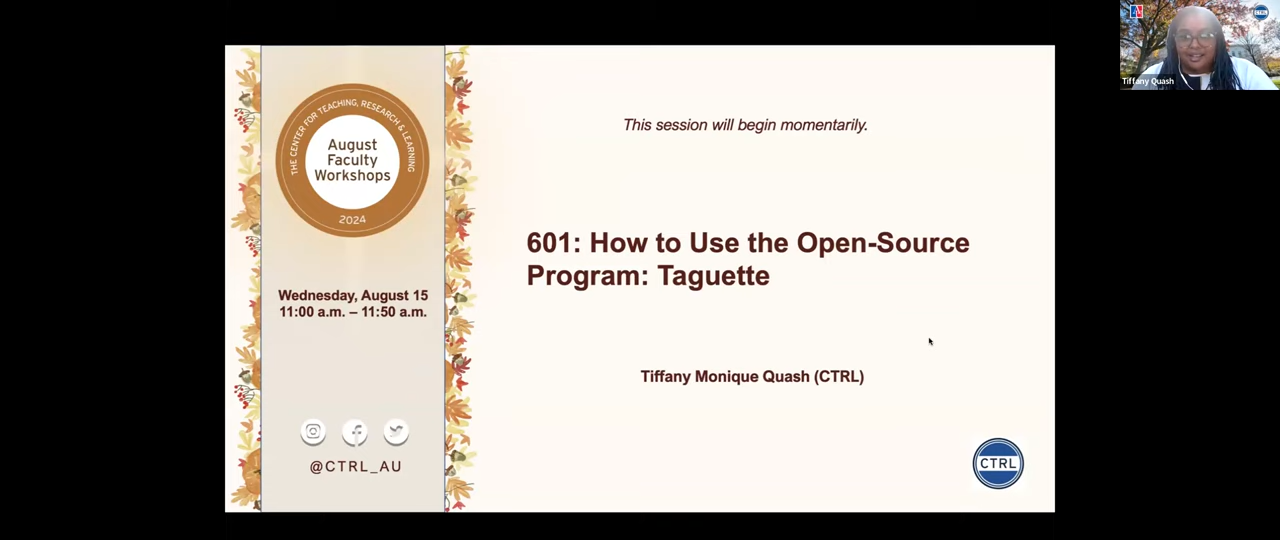 THE CENTER FOR TEACHING, RESEARCH & LEARNING
August
Faculty
Workshops
2024
Wednesday, August 15
11:00 a.m. – 11:50 a.m.
@CTRL_AU
This session will begin momentarily.
601: How to Use the Open-Source
Program: Taguette
Tiffany Monique Quash (CTRL)
CTRL
CTRL
Tiffany Quash